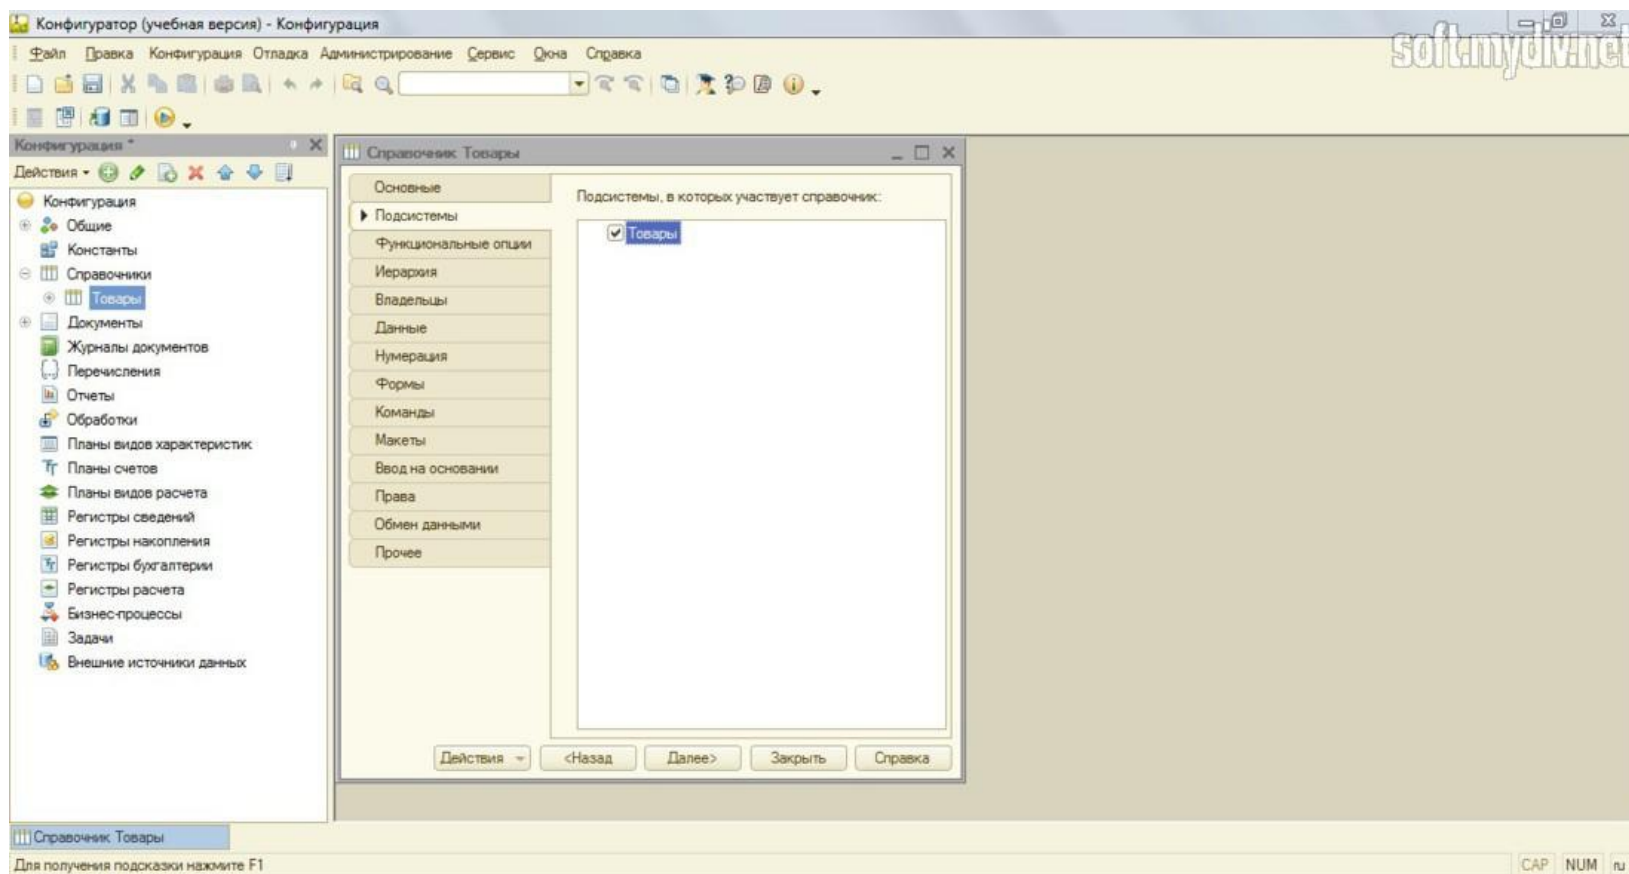 Конфигуратор (учебная версия) - Конфигурация
soft.mydiv.net
Файл Правка Конфигурация Отладка Администрирование Сервис Окна Справка
Конфигурация *
Действия
Конфигурация
Общие
Константы
Справочники
Товары
Документы
Журналы документов
Перечисления
Отчеты
Обработки
Планы видов характеристик
Планы счетов
Планы видов расчета
Регистры сведений
Регистры накопления
Регистры бухгалтерии
Регистры расчета
Бизнес-процессы
Задачи
Внешние источники данных
Справочник Товары
Основные
Подсистемы
Функциональные опции
Иерархия
Владельцы
Данные
Нумерация
Формы
Команды
Макеты
Ввод на основании
Права
Обмен данными
Прочее
Подсистемы, в которых участвует справочник:
Товары
Действия <Назад Далее> Закрыть Справка
Справочник Товары
Для получения подсказки нажмите F1
CAP NUM ru